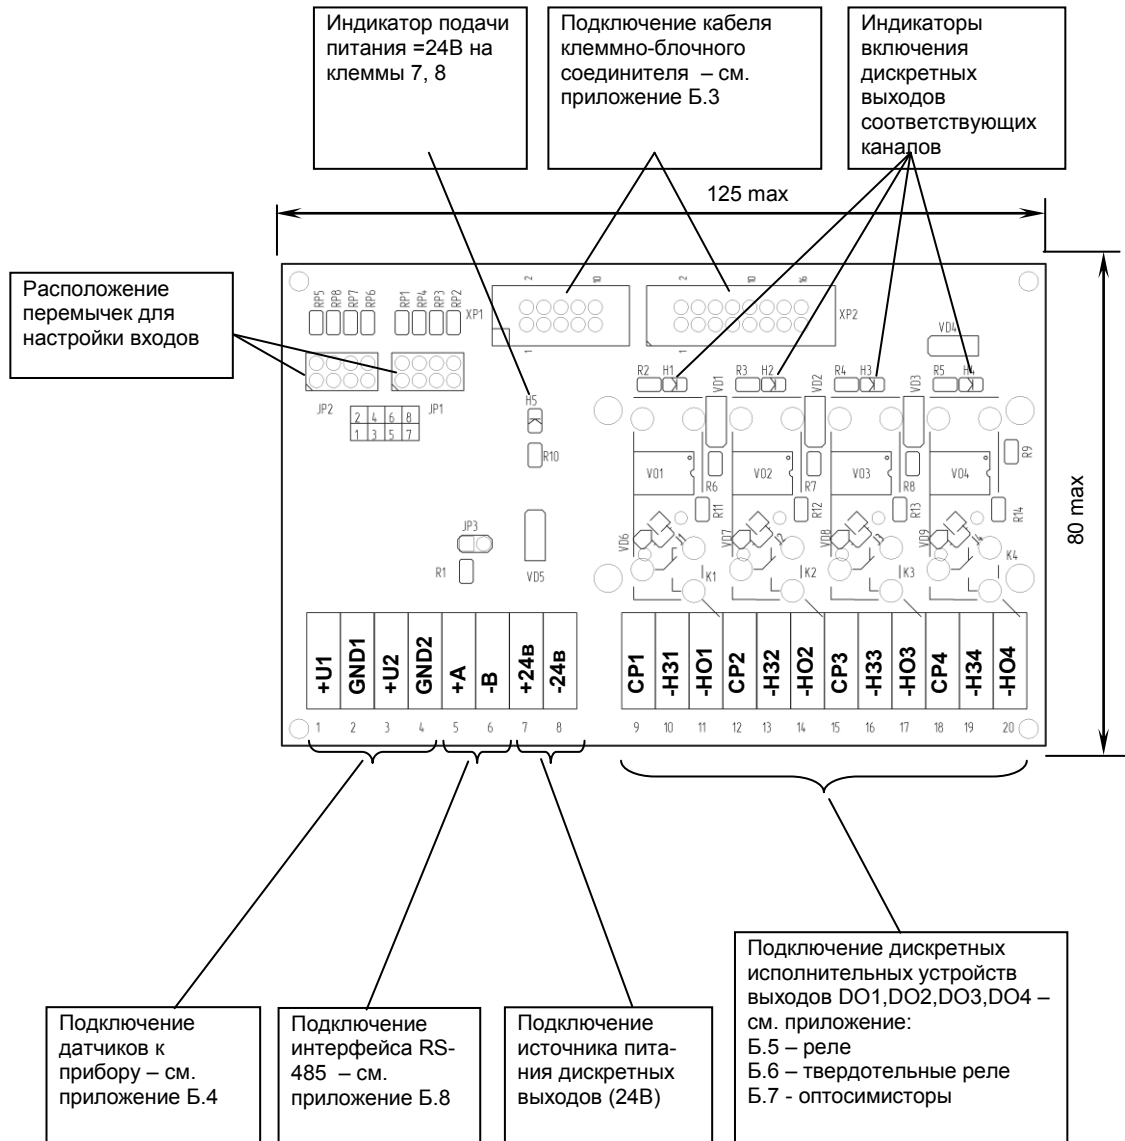 Индикатор подачи
питания =24В на
клеммы 7, 8
Подключение кабеля
клеммно-блочного
соединителя – см.
приложение Б.3
Индикаторы
включения
дискретных
выходов
соответствующих
каналов
125 max
80 max
Расположение
перемычек для
настройки входов
RP5 RP8 RP7 RP6 RP1 RP4 RP3 RP2
XP1
2 10
1
2 10 16
1
XP2
VD4
R2 H1 VD1 R3 H2 VD2 R4 H3 VD3 R5 H4
JP2 JP1
2 4 6 8
1 3 5 7
H5
R10
VO1 R6 VO2 R7 VO3 R8 VO4 R9
R11 R12 R13 R14
VD6 J1 VD7 J2 VD8 J3 VD9 J4
K1 K2 K3 K4
JP3
R1
VD5
+U1 GND1 +U2 GND2 +A -B +24в -24в
CP1 -H31 -HO1 CP2 -H32 -HO2 CP3 -H33 -HO3 CP4 -H34 -HO4
1 2 3 4 5 6 7 8
9 10 11 12 13 14 15 16 17 18 19 20
Подключение
датчиков к
прибору – см.
приложение Б.4
Подключение
интерфейса RS-
485 – см.
приложение Б.8
Подключение
источника пита-
ния дискретных
выходов (24В)
Подключение дискретных
исполнительных устройств
выходов DO1,DO2,DO3,DO4 –
см. приложение:
Б.5 – реле
Б.6 – твердотельные реле
Б.7 - оптосимисторы